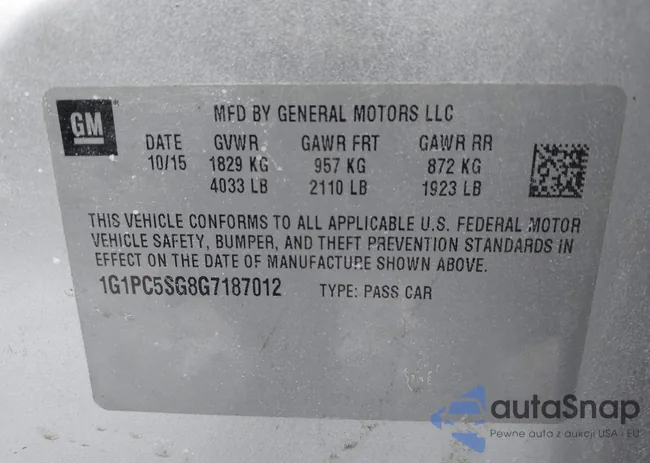 GM
MFD BY GENERAL MOTORS LLC
DATE GVWR GAWR FRT GAWR RR
10/15 1829 KG 957 KG 872 KG
4033 LB 2110 LB 1923 LB
THIS VEHICLE CONFORMS TO ALL APPLICABLE U.S. FEDERAL MOTOR
VEHICLE SAFETY, BUMPER, AND THEFT PREVENTION STANDARDS IN
EFFECT ON THE DATE OF MANUFACTURE SHOWN ABOVE.
1G1PC5SG8G7187012 TYPE: PASS CAR
autaSnap
Pewne auta z aukcji USA - EU